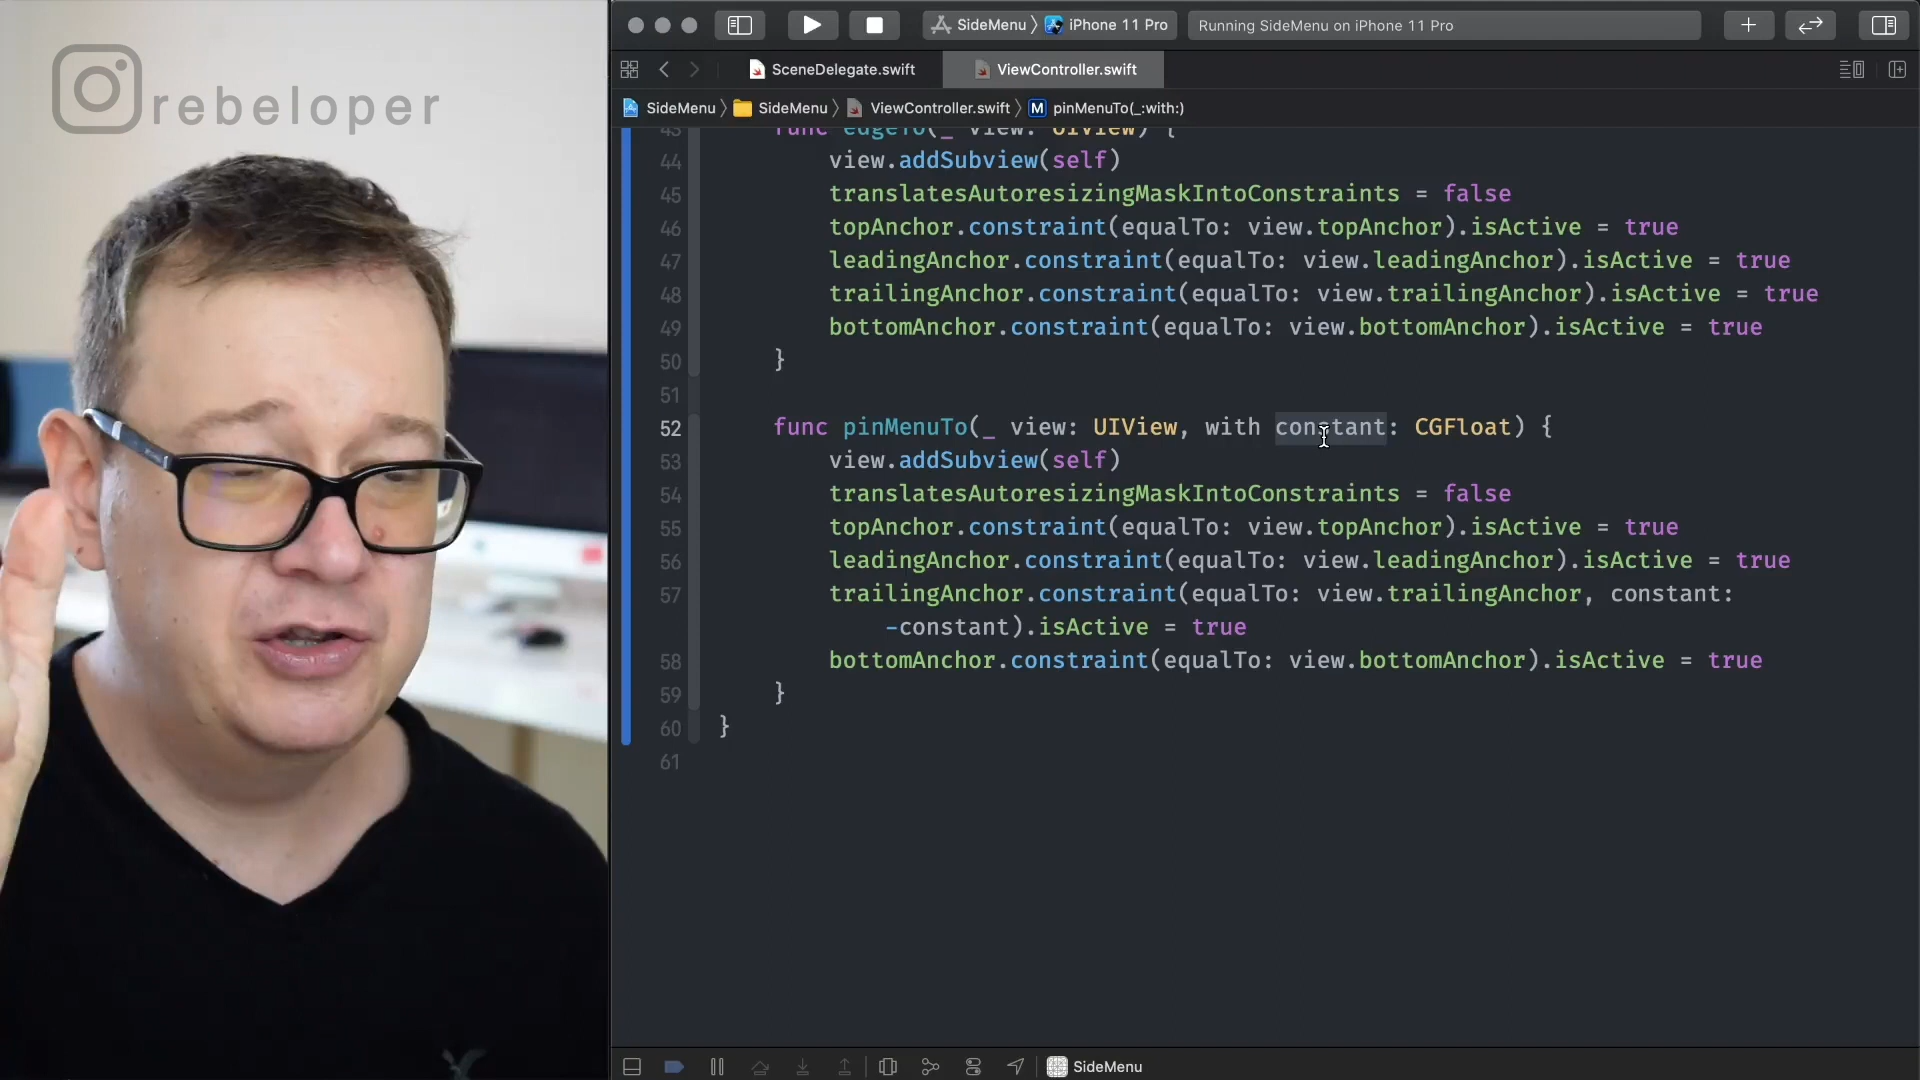 rebeloper
SideMenu
iPhone 11 Pro
Running SideMenu on iPhone 11 Pro
SceneDelegate.swift
ViewController.swift
SideMenu
SideMenu
ViewController.swift
M
pinMenuTo(_:with:)
43 func edgeTo(_ view: UIView) {
44 view.addSubview(self)
45 translatesAutoresizingMaskIntoConstraints = false
46 topAnchor.constraint(equalTo: view.topAnchor).isActive = true
47 leadingAnchor.constraint(equalTo: view.leadingAnchor).isActive = true
48 trailingAnchor.constraint(equalTo: view.trailingAnchor).isActive = true
49 bottomAnchor.constraint(equalTo: view.bottomAnchor).isActive = true
50 }
51
52 func pinMenuTo(_ view: UIView, with constant: CGFloat) {
53 view.addSubview(self)
54 translatesAutoresizingMaskIntoConstraints = false
55 topAnchor.constraint(equalTo: view.topAnchor).isActive = true
56 leadingAnchor.constraint(equalTo: view.leadingAnchor).isActive = true
57 trailingAnchor.constraint(equalTo: view.trailingAnchor, constant:
-constant).isActive = true
58 bottomAnchor.constraint(equalTo: view.bottomAnchor).isActive = true
59 }
60 }
61
SideMenu